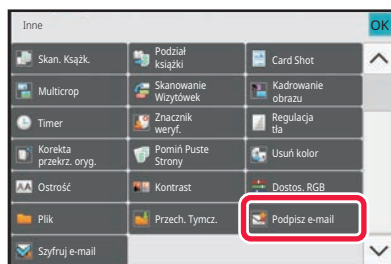 Inne
OK
Skan. Książk.
Podział
książki
Card Shot
Multicrop
Skanowanie
Wizytówek
Kadrowanie
obrazu
Timer
Znacznik
weryf.
Regulacja
tła
Korekta
przekrz. oryg.
Pomiń Puste
Strony
Usuń kolor
AA Ostrość
Kontrast
Dostos. RGB
Plik
Przech. Tymcz.
Podpisz e-mail
Szyfruj e-mail